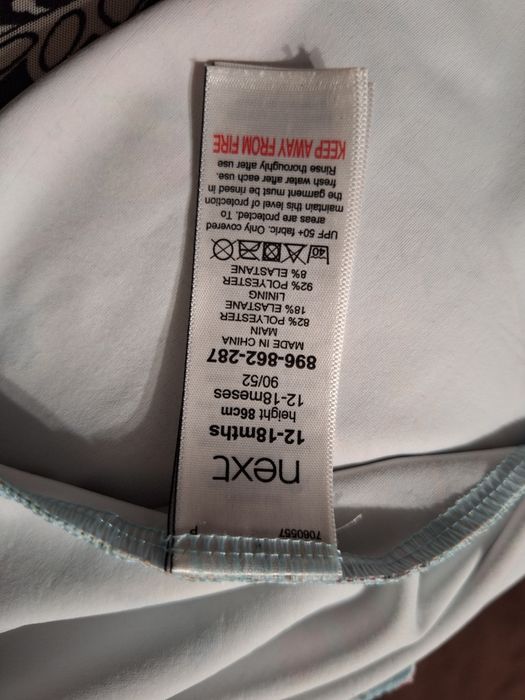 7060557 P
next
12-18mths
height 86cm
12-18meses
90/52
896-862-287
MADE IN CHINA
MAIN
82% POLYESTER
18% ELASTANE
LINING
92% POLYESTER
8% ELASTANE
40
UPF 50+ fabric. Only covered
areas are protected. To
maintain this level of protection
the garment must be rinsed in
fresh water after each use.
Rinse thoroughly after use
KEEP AWAY FROM FIRE